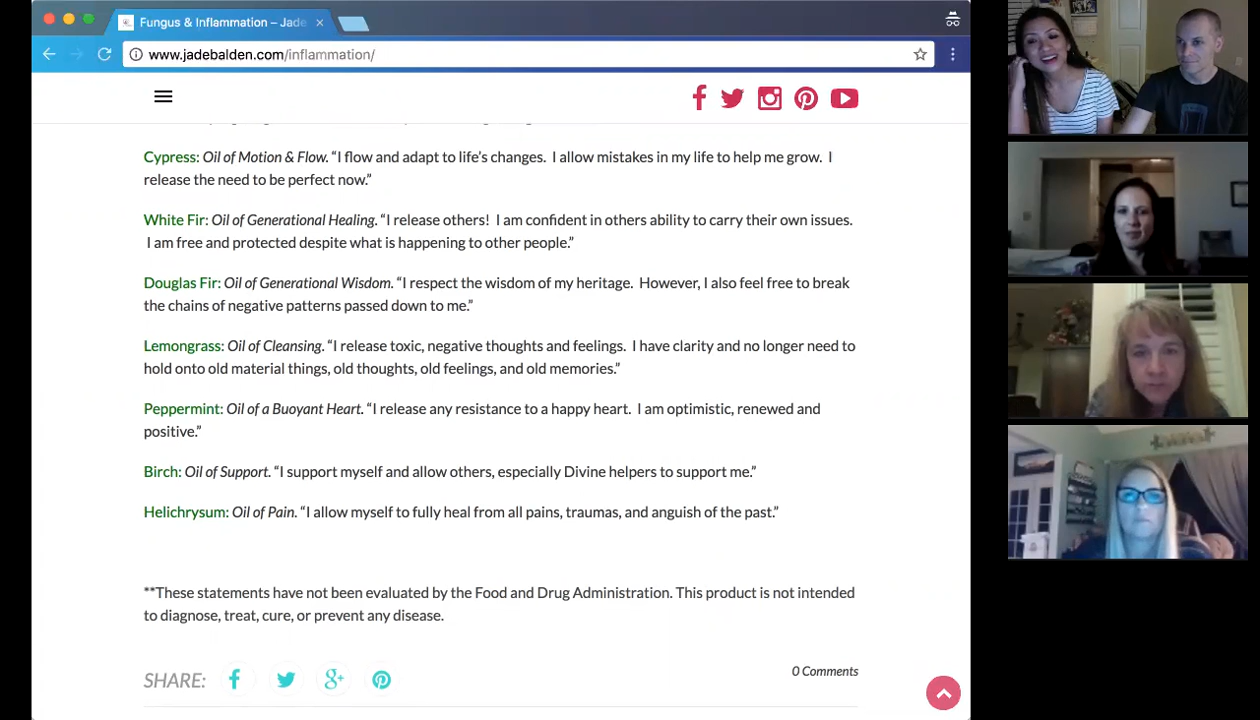 Fungus & Inflammation – Jade
www.jadebalden.com/inflammation/
Cypress: Oil of Motion & Flow. “I flow and adapt to life’s changes.  I allow mistakes in my life to help me grow.  I
release the need to be perfect now.”
White Fir: Oil of Generational Healing. “I release others!  I am confident in others ability to carry their own issues.
I am free and protected despite what is happening to other people.”
Douglas Fir: Oil of Generational Wisdom. “I respect the wisdom of my heritage.  However, I also feel free to break
the chains of negative patterns passed down to me.”
Lemongrass: Oil of Cleansing. “I release toxic, negative thoughts and feelings.  I have clarity and no longer need to
hold onto old material things, old thoughts, old feelings, and old memories.”
Peppermint: Oil of a Buoyant Heart. “I release any resistance to a happy heart.  I am optimistic, renewed and
positive.”
Birch: Oil of Support. “I support myself and allow others, especially Divine helpers to support me.”
Helichrysum: Oil of Pain. “I allow myself to fully heal from all pains, traumas, and anguish of the past.”
**These statements have not been evaluated by the Food and Drug Administration. This product is not intended
to diagnose, treat, cure, or prevent any disease.
SHARE:
0 Comments